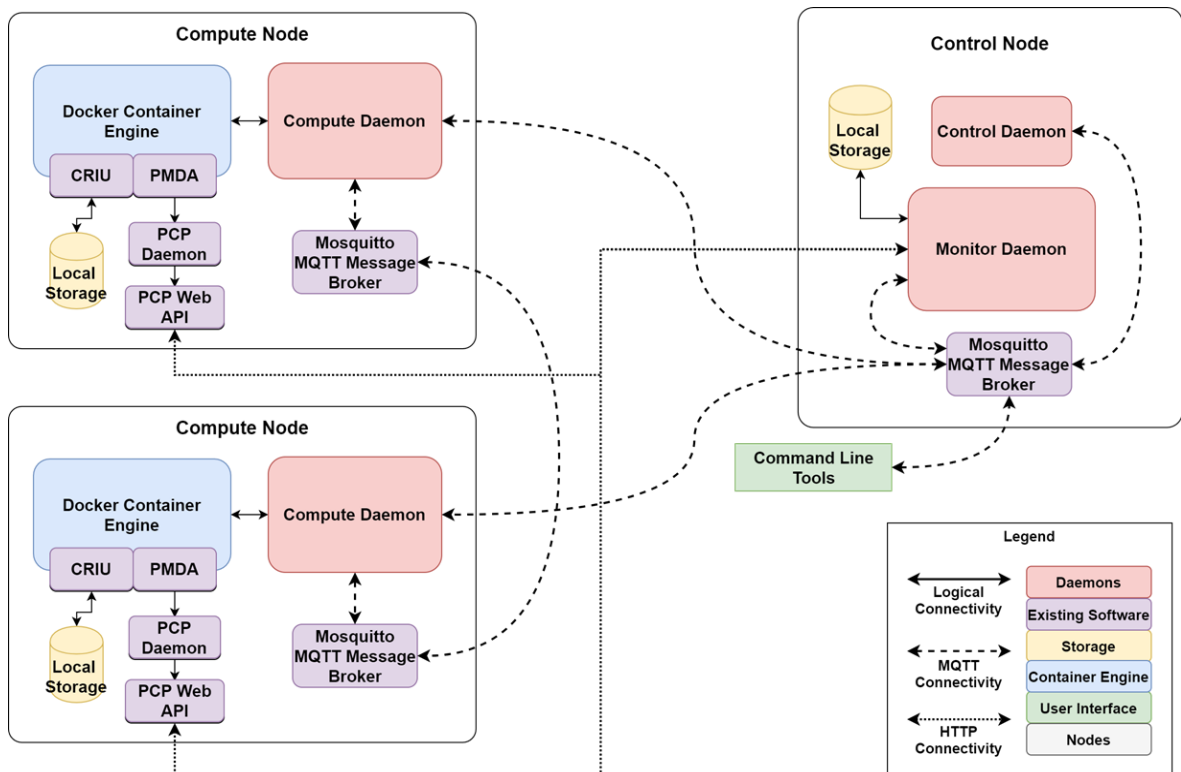 Compute Node
Docker Container
Engine
Compute Daemon
CRIU
PMDA
PCP
Daemon
Local
Storage
PCP Web
API
Mosquitto
MQTT Message
Broker
Control Node
Local
Storage
Control Daemon
Monitor Daemon
Mosquitto
MQTT Message
Broker
Command Line
Tools
Compute Node
Docker Container
Engine
Compute Daemon
CRIU
PMDA
PCP
Daemon
Local
Storage
PCP Web
API
Mosquitto
MQTT Message
Broker
Legend
Logical
Connectivity
MQTT
Connectivity
HTTP
Connectivity
Daemons
Existing Software
Storage
Container Engine
User Interface
Nodes